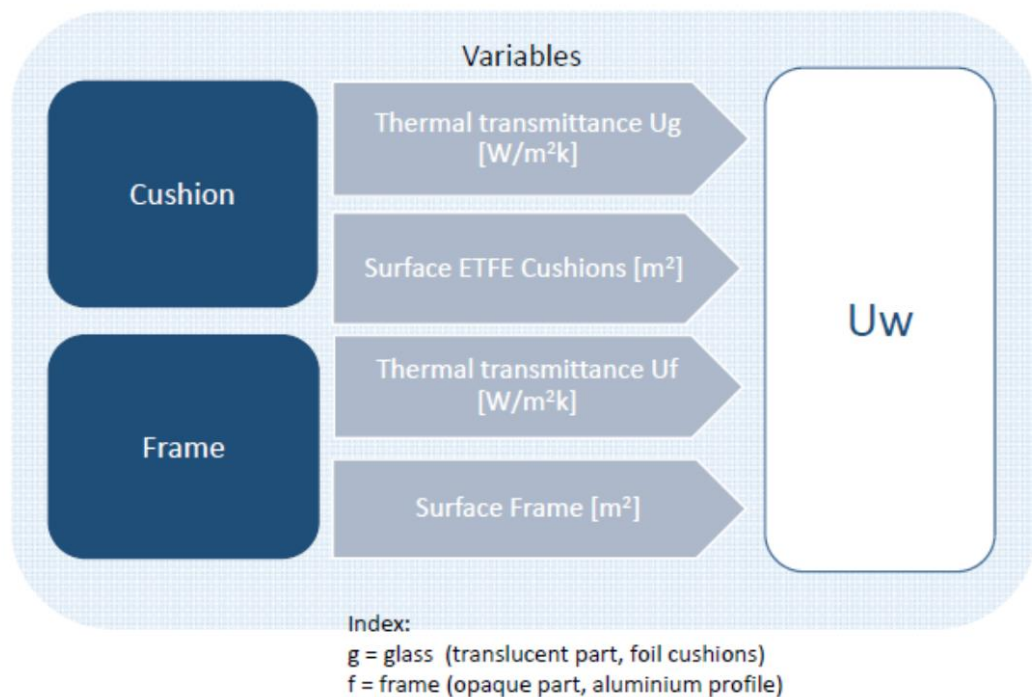 Variables
Cushion
Thermal transmittance Ug
[W/m²k]
Surface ETFE Cushions [m²]
Frame
Thermal transmittance Uf
[W/m²k]
Surface Frame [m²]
Uw
Index:
g = glass (translucent part, foil cushions)
f = frame (opaque part, aluminium profile)